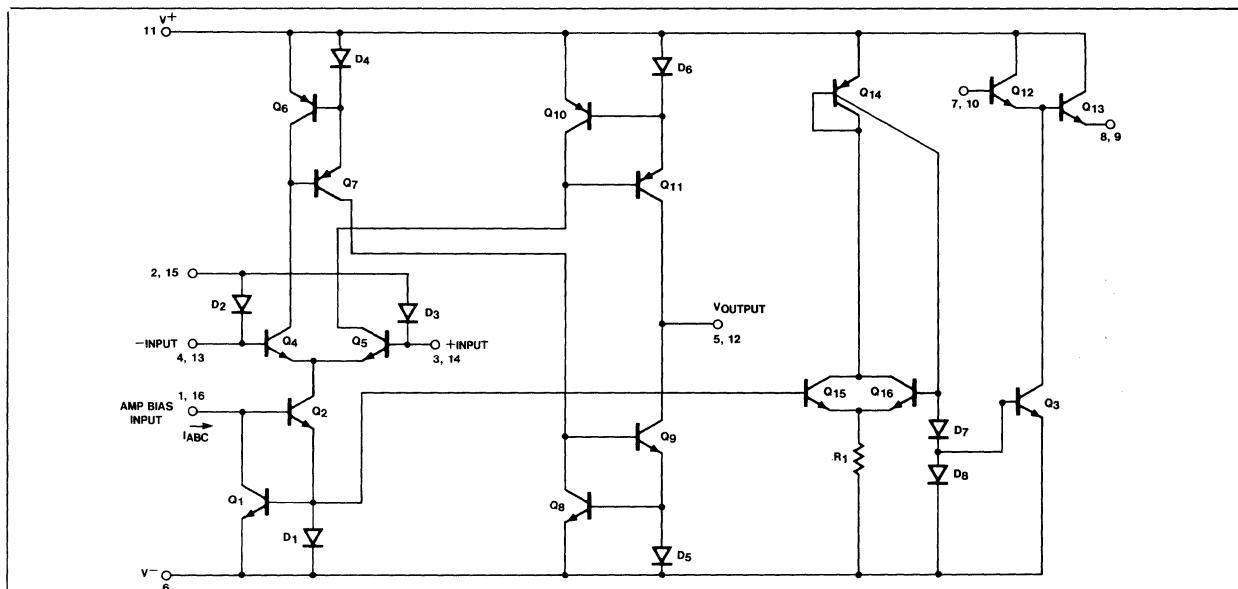 11 V+
D4
D6
Q6
Q10
Q14
Q12
7, 10
Q13
8, 9
Q7
Q11
2, 15
D2
D3
VOUTPUT
5, 12
−INPUT
4, 13
Q4
Q5
+INPUT
3, 14
1, 16
AMP BIAS
INPUT
IABC
Q2
Q15
Q16
Q3
Q9
D7
R1
D8
Q1
Q8
D1
D5
V−
6